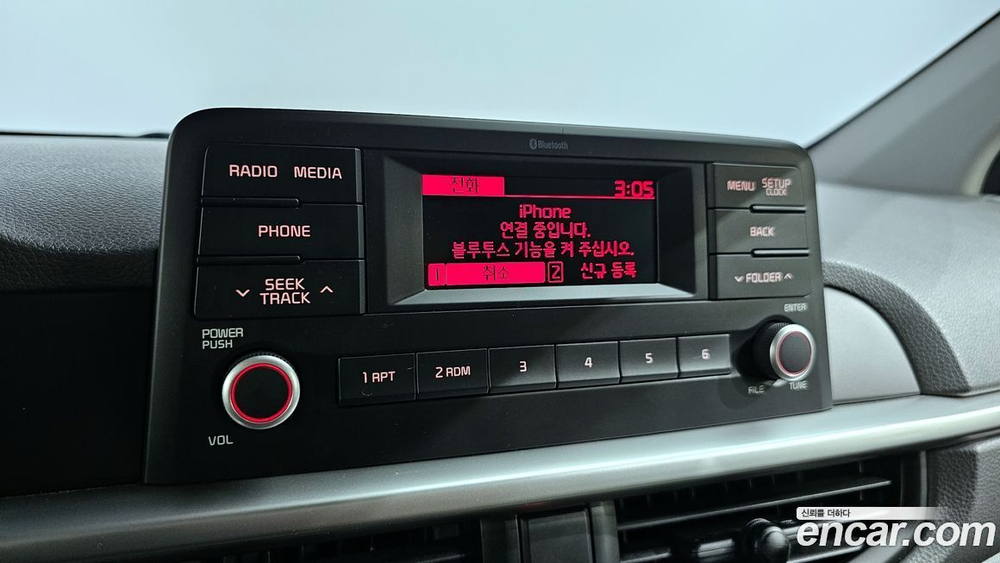 Bluetooth
RADIO MEDIA
PHONE
SEEK
TRACK
POWER
PUSH
VOL
전화 3:05
iPhone
연결 중입니다.
블루투스 기능을 켜 주십시오.
1 취소 2 신규 등록
MENU SETUP
CLOCK
BACK
FOLDER
ENTER
FILE TUNE
1 RPT 2 RDM 3 4 5 6
신뢰를 더하다
encar.com